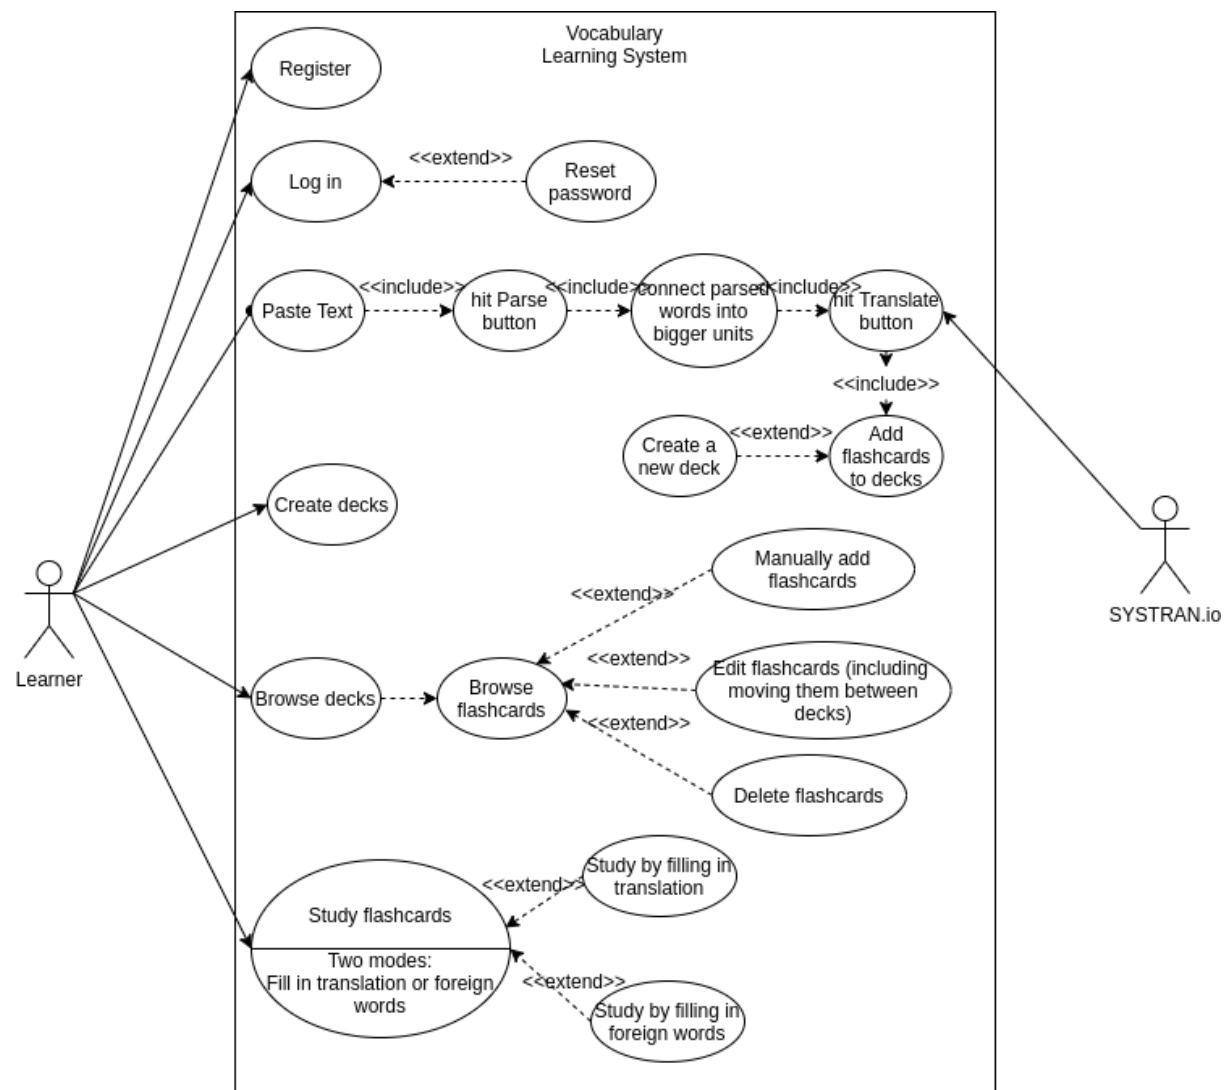 Vocabulary
Learning System
Register
Log in
<<extend>>
Reset
password
Paste Text
<<include>>
hit Parse
button
<<include>>
connect parsed
words into
bigger units
<<include>>
hit Translate
button
<<include>>
Create a
new deck
<<extend>>
Add
flashcards
to decks
Create decks
Learner
SYSTRAN.io
Manually add
flashcards
<<extend>>
Browse decks
Browse
flashcards
<<extend>>
Edit flashcards (including
moving them between
decks)
<<extend>>
Delete flashcards
Study flashcards
Two modes:
Fill in translation or foreign
words
<<extend>>
Study by filling in
translation
<<extend>>
Study by filling in
foreign words